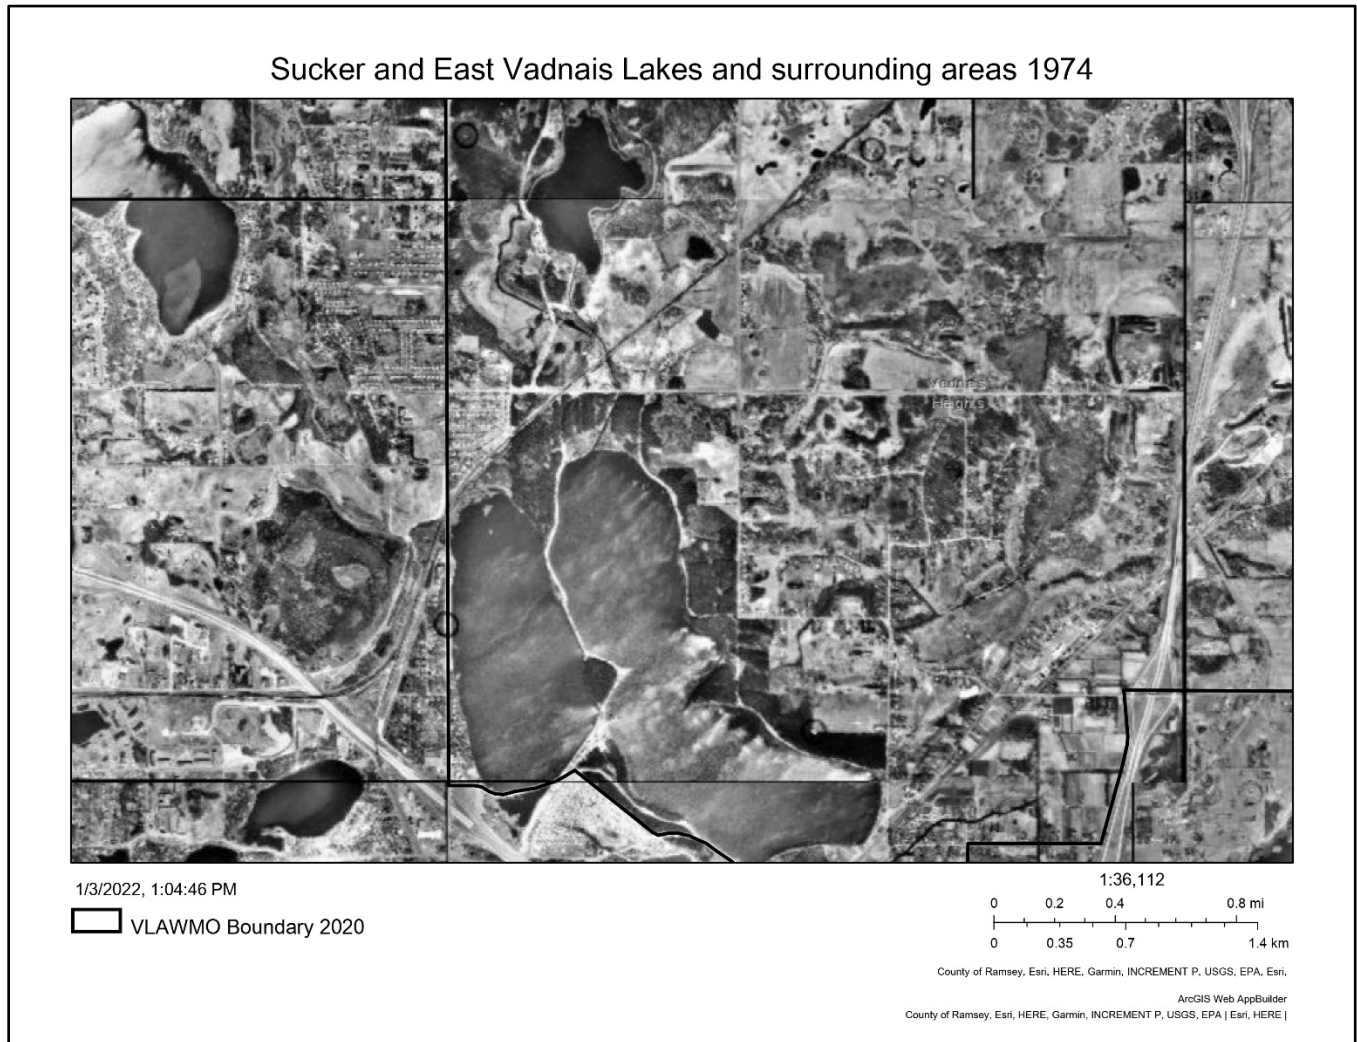 Sucker and East Vadnais Lakes and surrounding areas 1974
Vadnais
Heights
1/3/2022, 1:04:46 PM
VLAWMO Boundary 2020
1:36,112
0 0.2 0.4 0.8 mi
0 0.35 0.7 1.4 km
County of Ramsey, Esri, HERE, Garmin, INCREMENT P, USGS, EPA, Esri,
ArcGIS Web AppBuilder
County of Ramsey, Esri, HERE, Garmin, INCREMENT P, USGS, EPA | Esri, HERE |